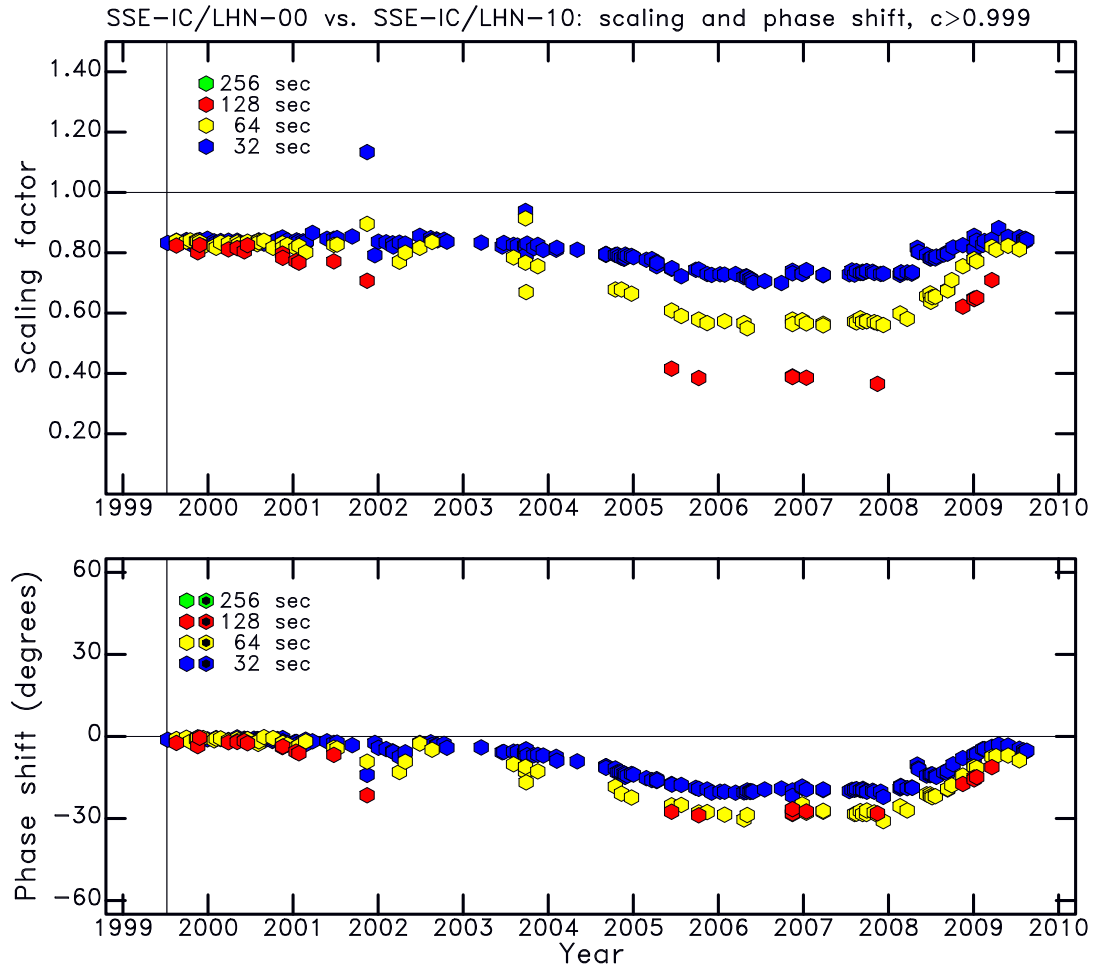 SSE-IC/LHN-00 vs. SSE-IC/LHN-10: scaling and phase shift, c>0.999
Scaling factor
1.40
1.20
1.00
0.80
0.60
0.40
0.20
256 sec
128 sec
64 sec
32 sec
1999 2000 2001 2002 2003 2004 2005 2006 2007 2008 2009 2010
Phase shift (degrees)
60
30
0
-30
-60
256 sec
128 sec
64 sec
32 sec
1999 2000 2001 2002 2003 2004 2005 2006 2007 2008 2009 2010
Year